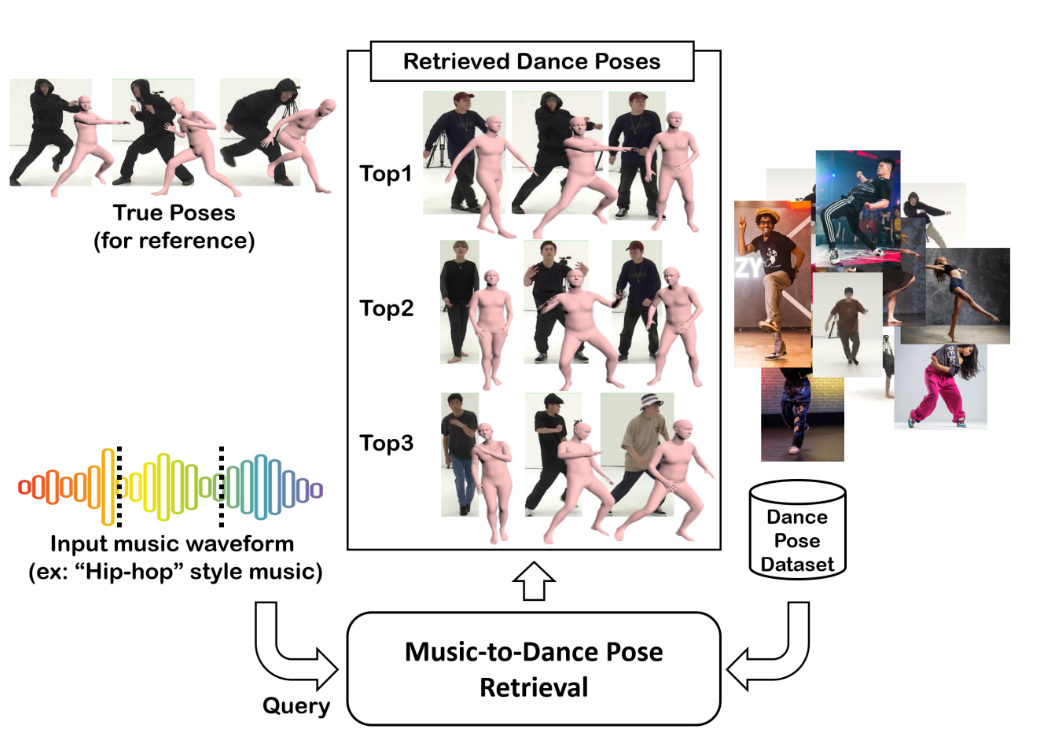 Retrieved Dance Poses
True Poses
(for reference)
Top1
Top2
Top3
ZY
Input music waveform
(ex: “Hip-hop” style music)
Dance
Pose
Dataset
Music-to-Dance Pose
Retrieval
Query